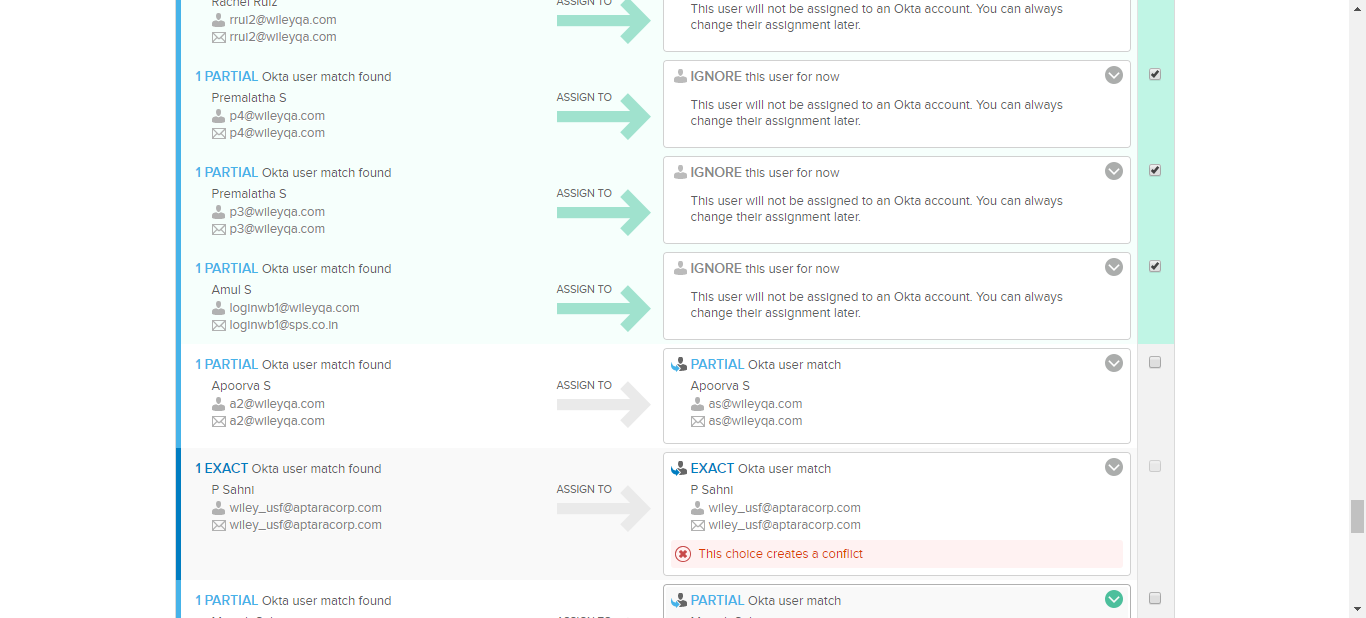 Rachel Ruiz
rrui2@wileyqa.com
rrui2@wileyqa.com
ASSIGN TO
This user will not be assigned to an Okta account. You can always
change their assignment later.
1 PARTIAL Okta user match found
Premalatha S
p4@wileyqa.com
p4@wileyqa.com
ASSIGN TO
IGNORE this user for now
This user will not be assigned to an Okta account. You can always
change their assignment later.
1 PARTIAL Okta user match found
Premalatha S
p3@wileyqa.com
p3@wileyqa.com
ASSIGN TO
IGNORE this user for now
This user will not be assigned to an Okta account. You can always
change their assignment later.
1 PARTIAL Okta user match found
Amul S
loginwb1@wileyqa.com
loginwb1@sps.co.in
ASSIGN TO
IGNORE this user for now
This user will not be assigned to an Okta account. You can always
change their assignment later.
1 PARTIAL Okta user match found
Apoorva S
a2@wileyqa.com
a2@wileyqa.com
ASSIGN TO
PARTIAL Okta user match
Apoorva S
as@wileyqa.com
as@wileyqa.com
1 EXACT Okta user match found
P Sahni
wiley_usf@aptaracorp.com
wiley_usf@aptaracorp.com
ASSIGN TO
EXACT Okta user match
P Sahni
wiley_usf@aptaracorp.com
wiley_usf@aptaracorp.com
This choice creates a conflict
1 PARTIAL Okta user match found
PARTIAL Okta user match